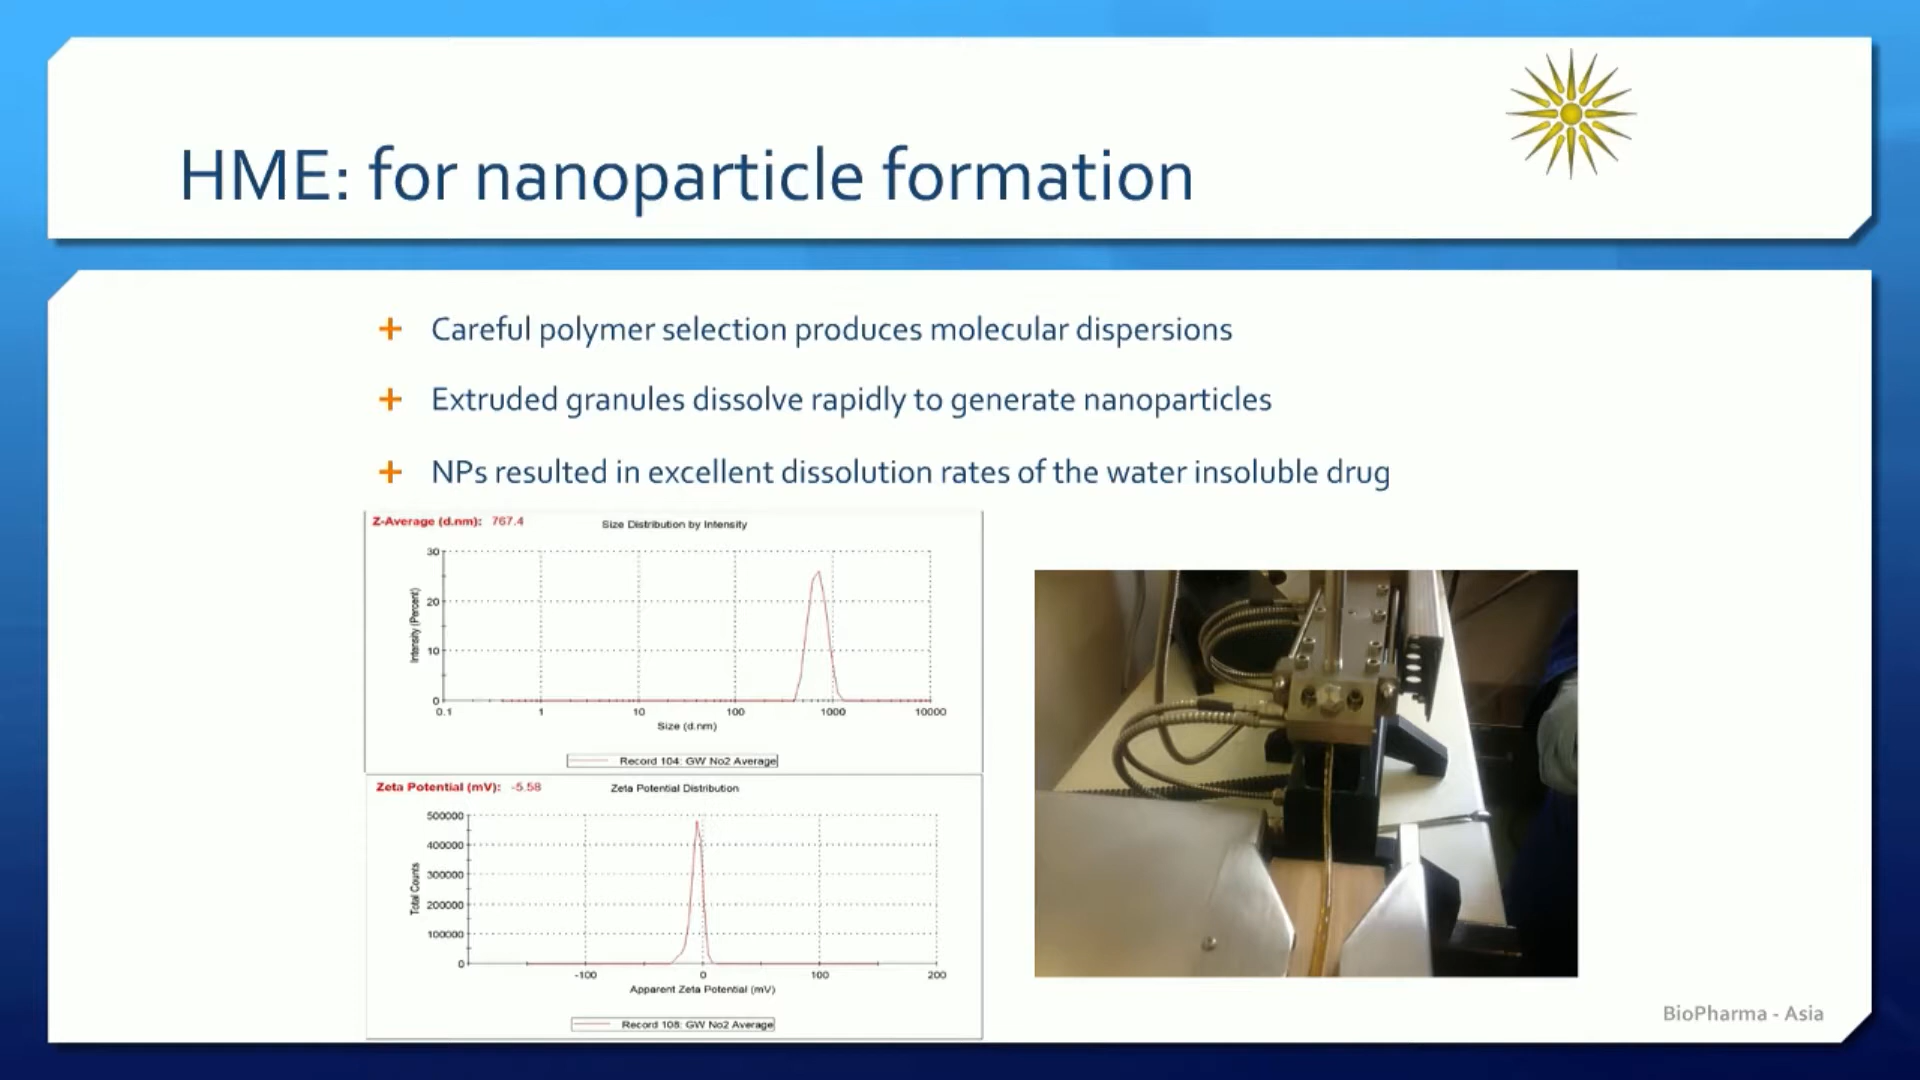 HME: for nanoparticle formation
Careful polymer selection produces molecular dispersions
Extruded granules dissolve rapidly to generate nanoparticles
NPs resulted in excellent dissolution rates of the water insoluble drug
Z-Average (d.nm): 767.4
Size Distribution by Intensity
Intensity (Percent)
30
20
10
0
0.1 1 10 100 1000 10000
Size (d.nm)
Record 104: GW No2 Average
Zeta Potential (mV): -5.58
Zeta Potential Distribution
Total Counts
500000
400000
300000
200000
100000
0
-100 0 100 200
Apparent Zeta Potential (mV)
Record 108: GW No2 Average
BioPharma - Asia